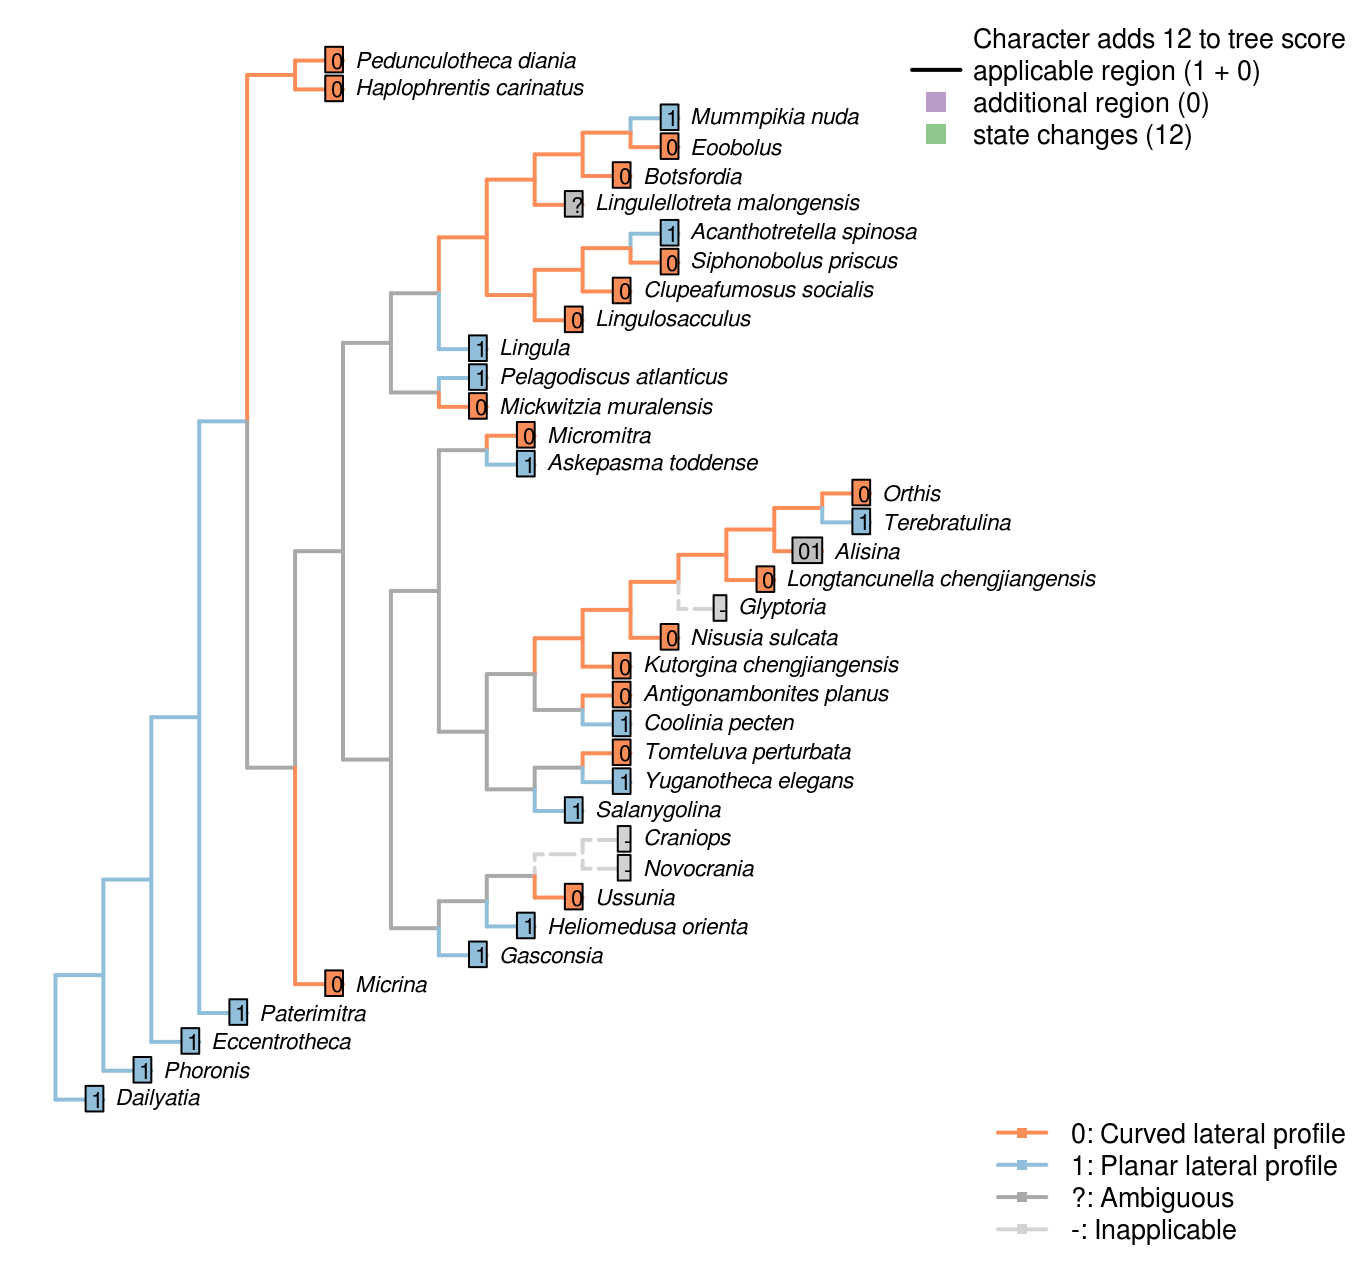 Character adds 12 to tree score
applicable region (1 + 0)
additional region (0)
state changes (12)
0 Pedunculotheca diania
0 Haplophrentis carinatus
1 Mummpikia nuda
0 Eoobolus
0 Botsfordia
? Lingulellotreta malongensis
1 Acanthotretella spinosa
0 Siphonobolus priscus
0 Clupeafumosus socialis
0 Lingulosacculus
1 Lingula
1 Pelagodiscus atlanticus
0 Mickwitzia muralensis
0 Micromitra
1 Askepasma toddense
0 Orthis
1 Terebratulina
01 Alisina
0 Longtancunella chengjiangensis
- Glyptoria
0 Nisusia sulcata
0 Kutorgina chengjiangensis
0 Antigonambonites planus
1 Coolinia pecten
0 Tomteluva perturbata
1 Yuganotheca elegans
1 Salanygolina
- Craniops
- Novocrania
0 Ussunia
1 Heliomedusa orienta
1 Gasconsia
0 Micrina
1 Paterimitra
1 Eccentrotheca
1 Phoronis
1 Dailyatia
0: Curved lateral profile
1: Planar lateral profile
?: Ambiguous
-: Inapplicable